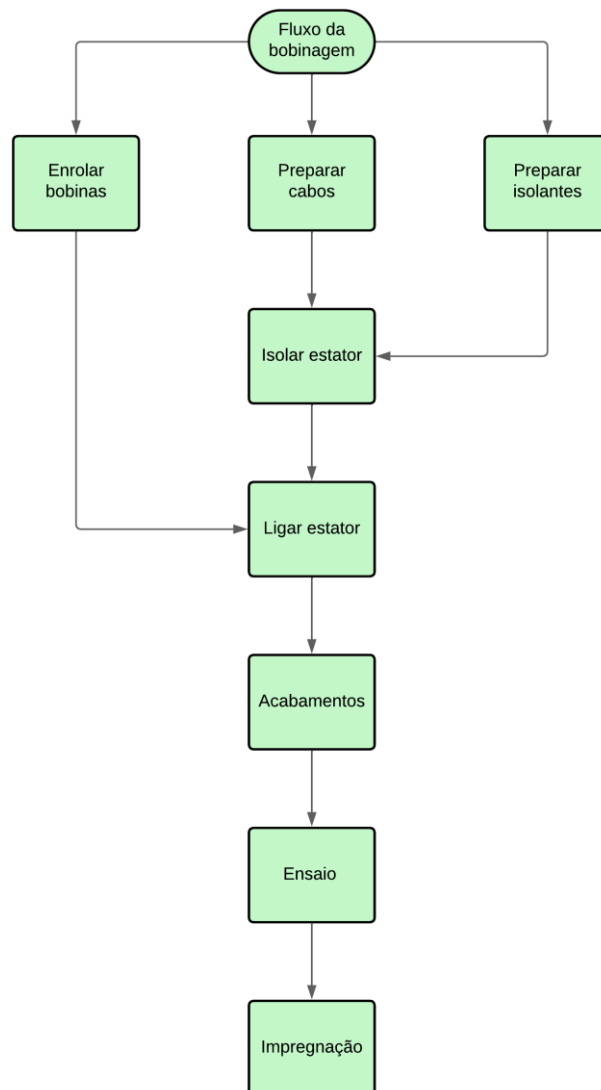 Fluxo da
bobinagem
Enrolar
bobinas
Preparar
cabos
Preparar
isolantes
Isolar estator
Ligar estator
Acabamentos
Ensaio
Impregnação